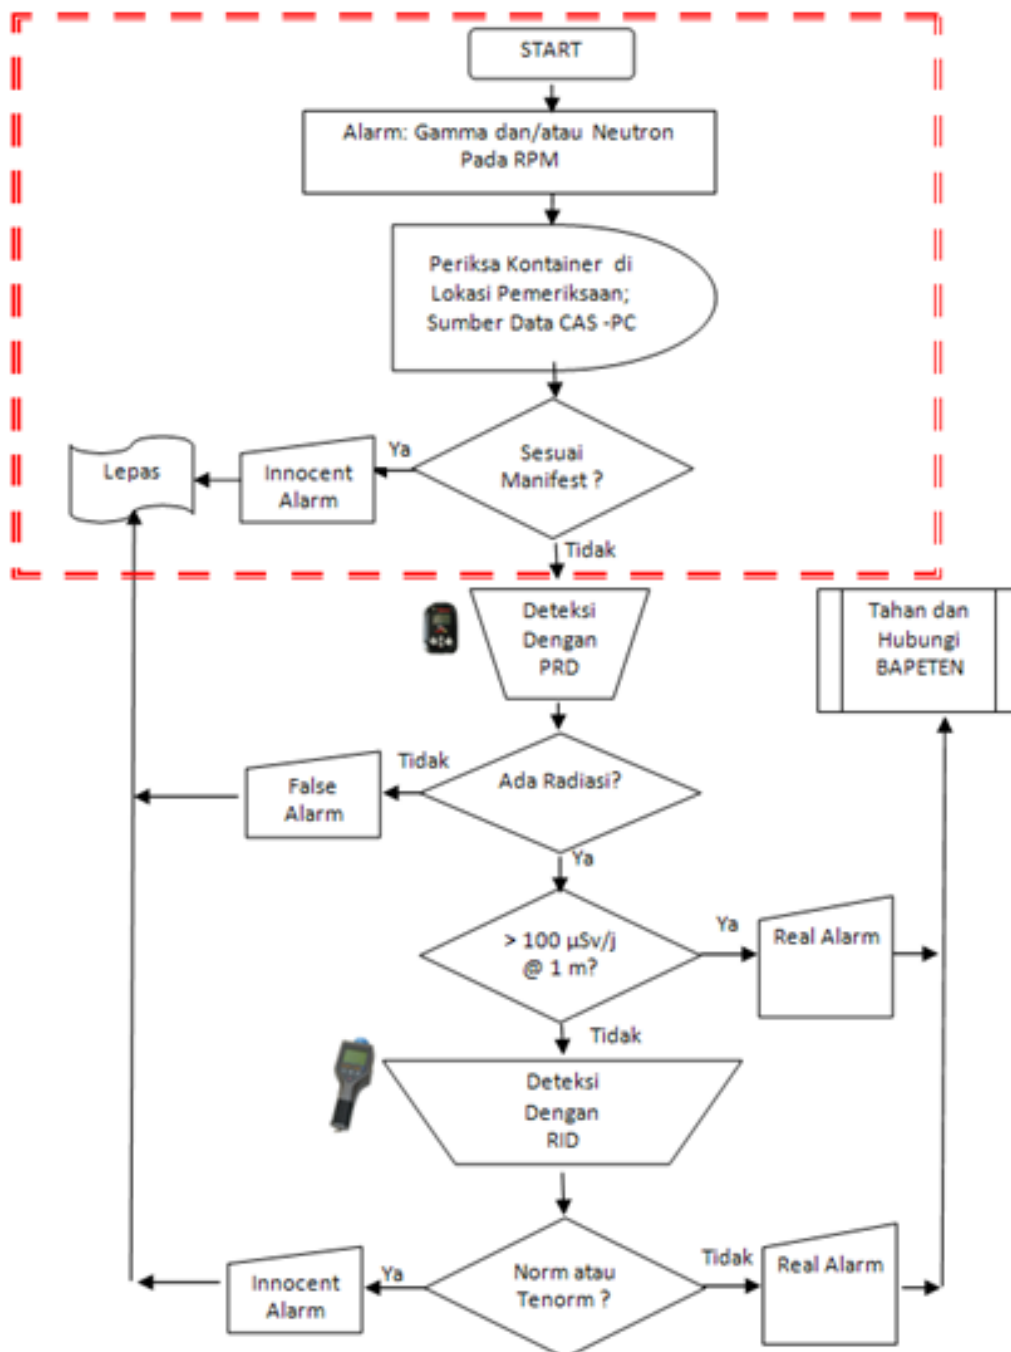 START
Alarm: Gamma dan/atau Neutron
Pada RPM
Periksa Kontainer di
Lokasi Pemeriksaan;
Sumber Data CAS -PC
Sesuai
Manifest ?
Ya
Innocent
Alarm
Lepas
Tidak
Deteksi
Dengan
PRD
Tahan dan
Hubungi
BAPETEN
Ada Radiasi?
Tidak
False
Alarm
Ya
> 100 µSv/j
@ 1 m?
Ya
Real Alarm
Tidak
Deteksi
Dengan
RID
Norm atau
Tenorm ?
Ya
Innocent
Alarm
Tidak
Real Alarm